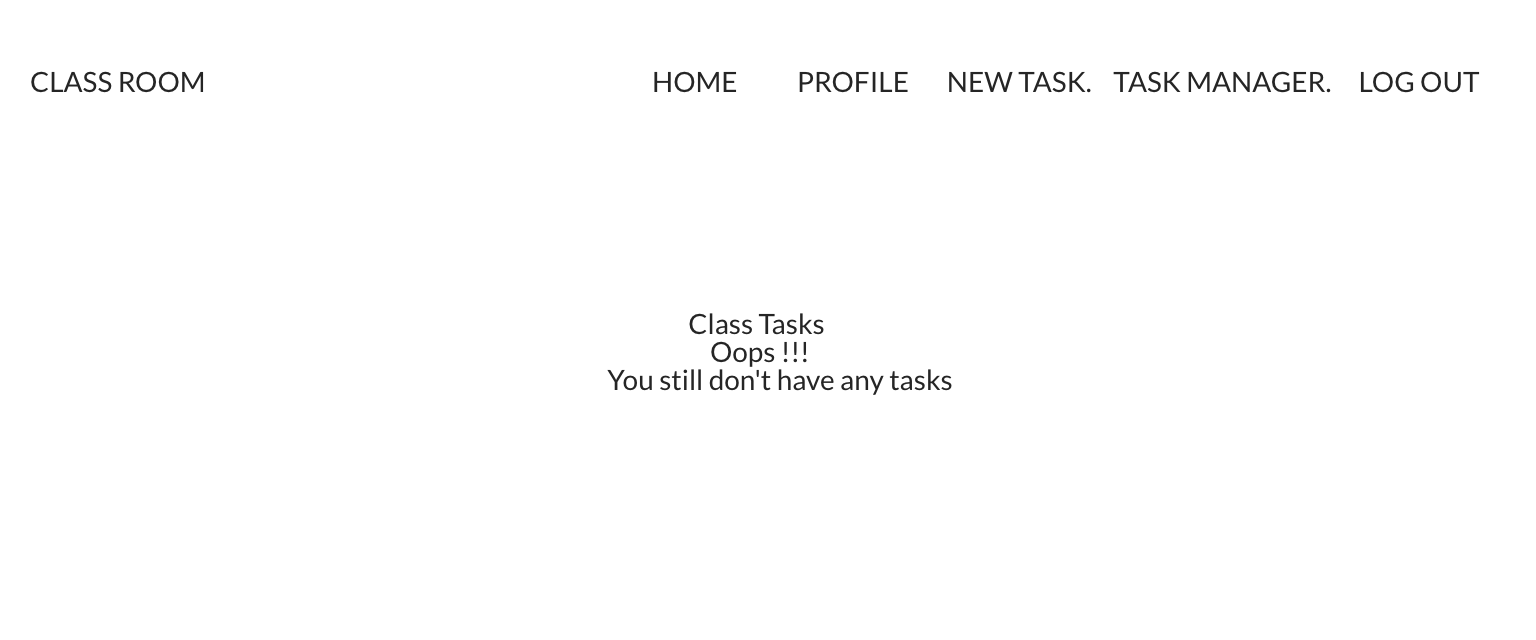 CLASS ROOM HOME PROFILE NEW TASK. TASK MANAGER. LOG OUT
Class Tasks
Oops !!!
You still don't have any tasks